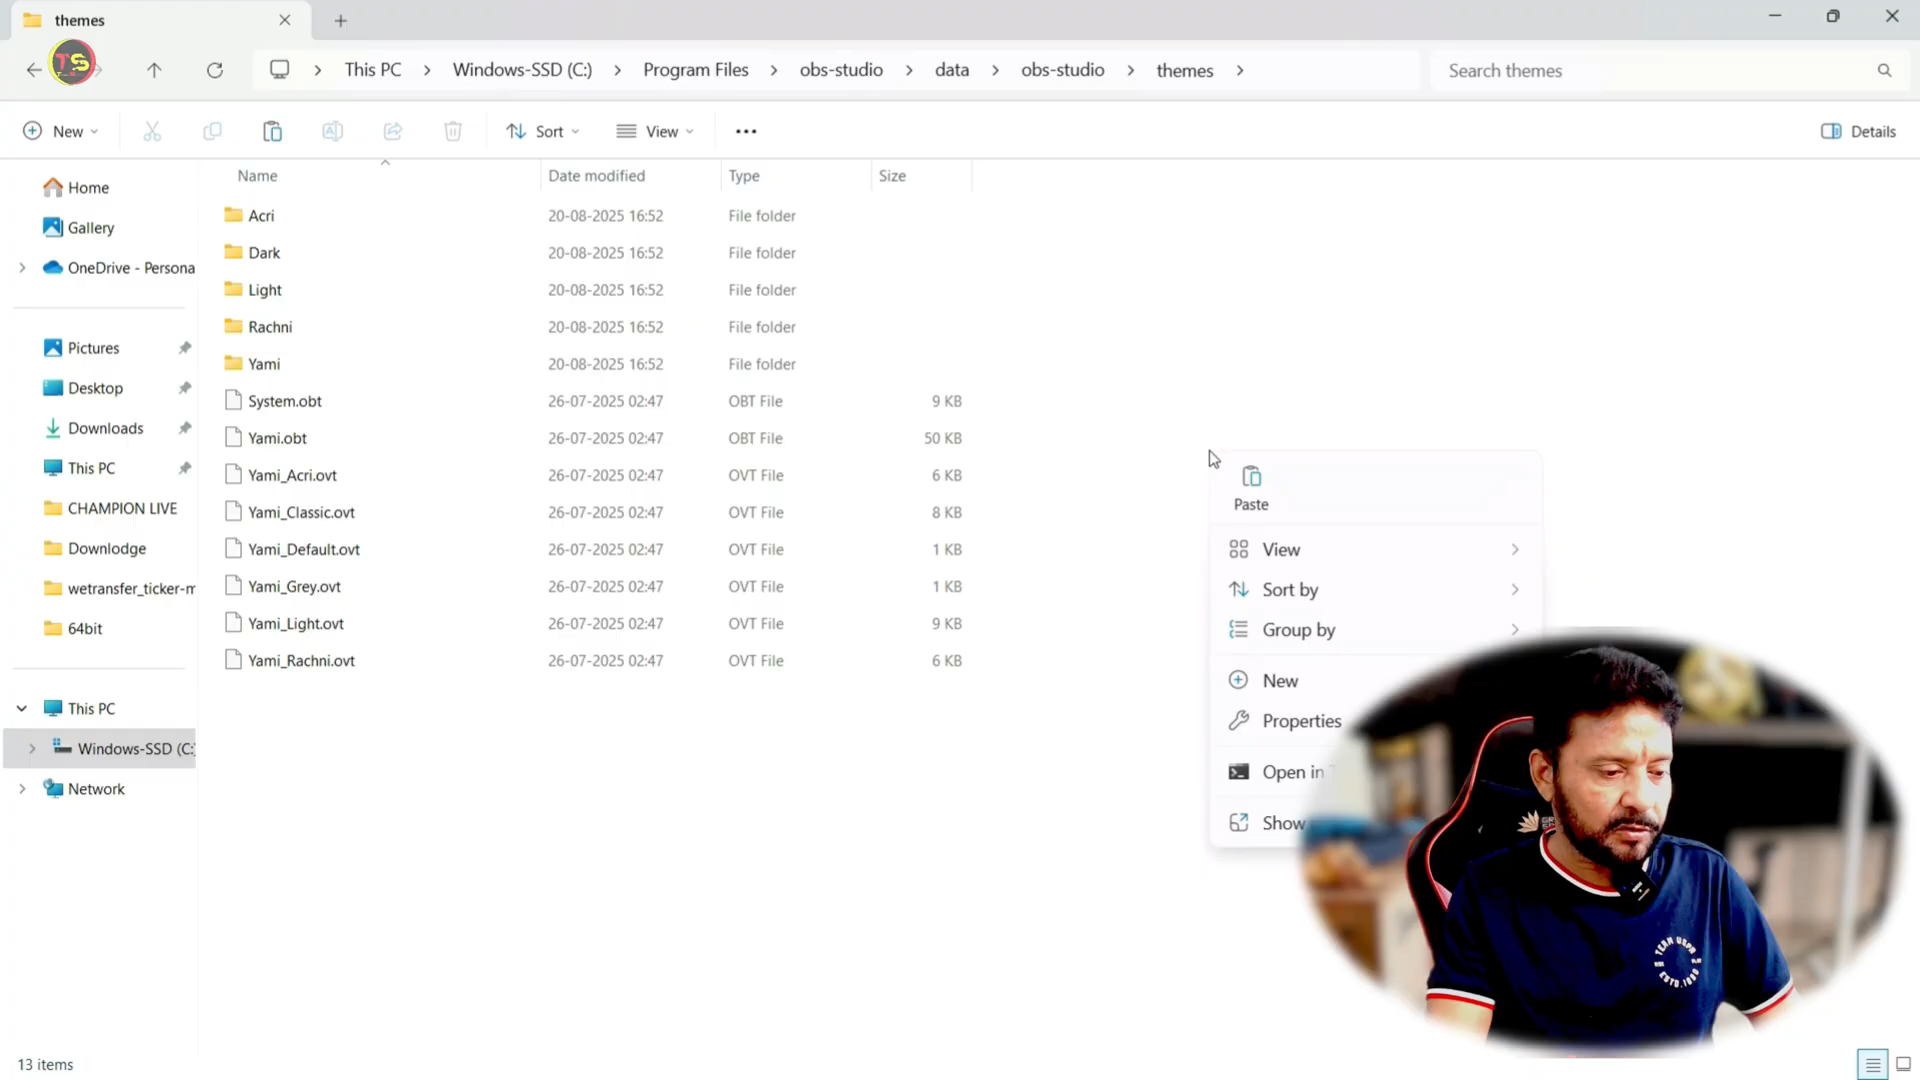 themes
TS
This PC
Windows-SSD (C:)
Program Files
obs-studio
data
obs-studio
themes
Search themes
New
Sort
View
Details
Name
Date modified
Type
Size
Home
Gallery
OneDrive - Persona
Pictures
Desktop
Downloads
This PC
CHAMPION LIVE
Downlodge
wetransfer_ticker-m
64bit
This PC
Windows-SSD (C:
Network
Acri 20-08-2025 16:52 File folder
Dark 20-08-2025 16:52 File folder
Light 20-08-2025 16:52 File folder
Rachni 20-08-2025 16:52 File folder
Yami 20-08-2025 16:52 File folder
System.obt 26-07-2025 02:47 OBT File 9 KB
Yami.obt 26-07-2025 02:47 OBT File 50 KB
Yami_Acri.ovt 26-07-2025 02:47 OVT File 6 KB
Yami_Classic.ovt 26-07-2025 02:47 OVT File 8 KB
Yami_Default.ovt 26-07-2025 02:47 OVT File 1 KB
Yami_Grey.ovt 26-07-2025 02:47 OVT File 1 KB
Yami_Light.ovt 26-07-2025 02:47 OVT File 9 KB
Yami_Rachni.ovt 26-07-2025 02:47 OVT File 6 KB
Paste
View
Sort by
Group by
New
Properties
Open in
Show
TEAM USPA
ESTD.1890
13 items